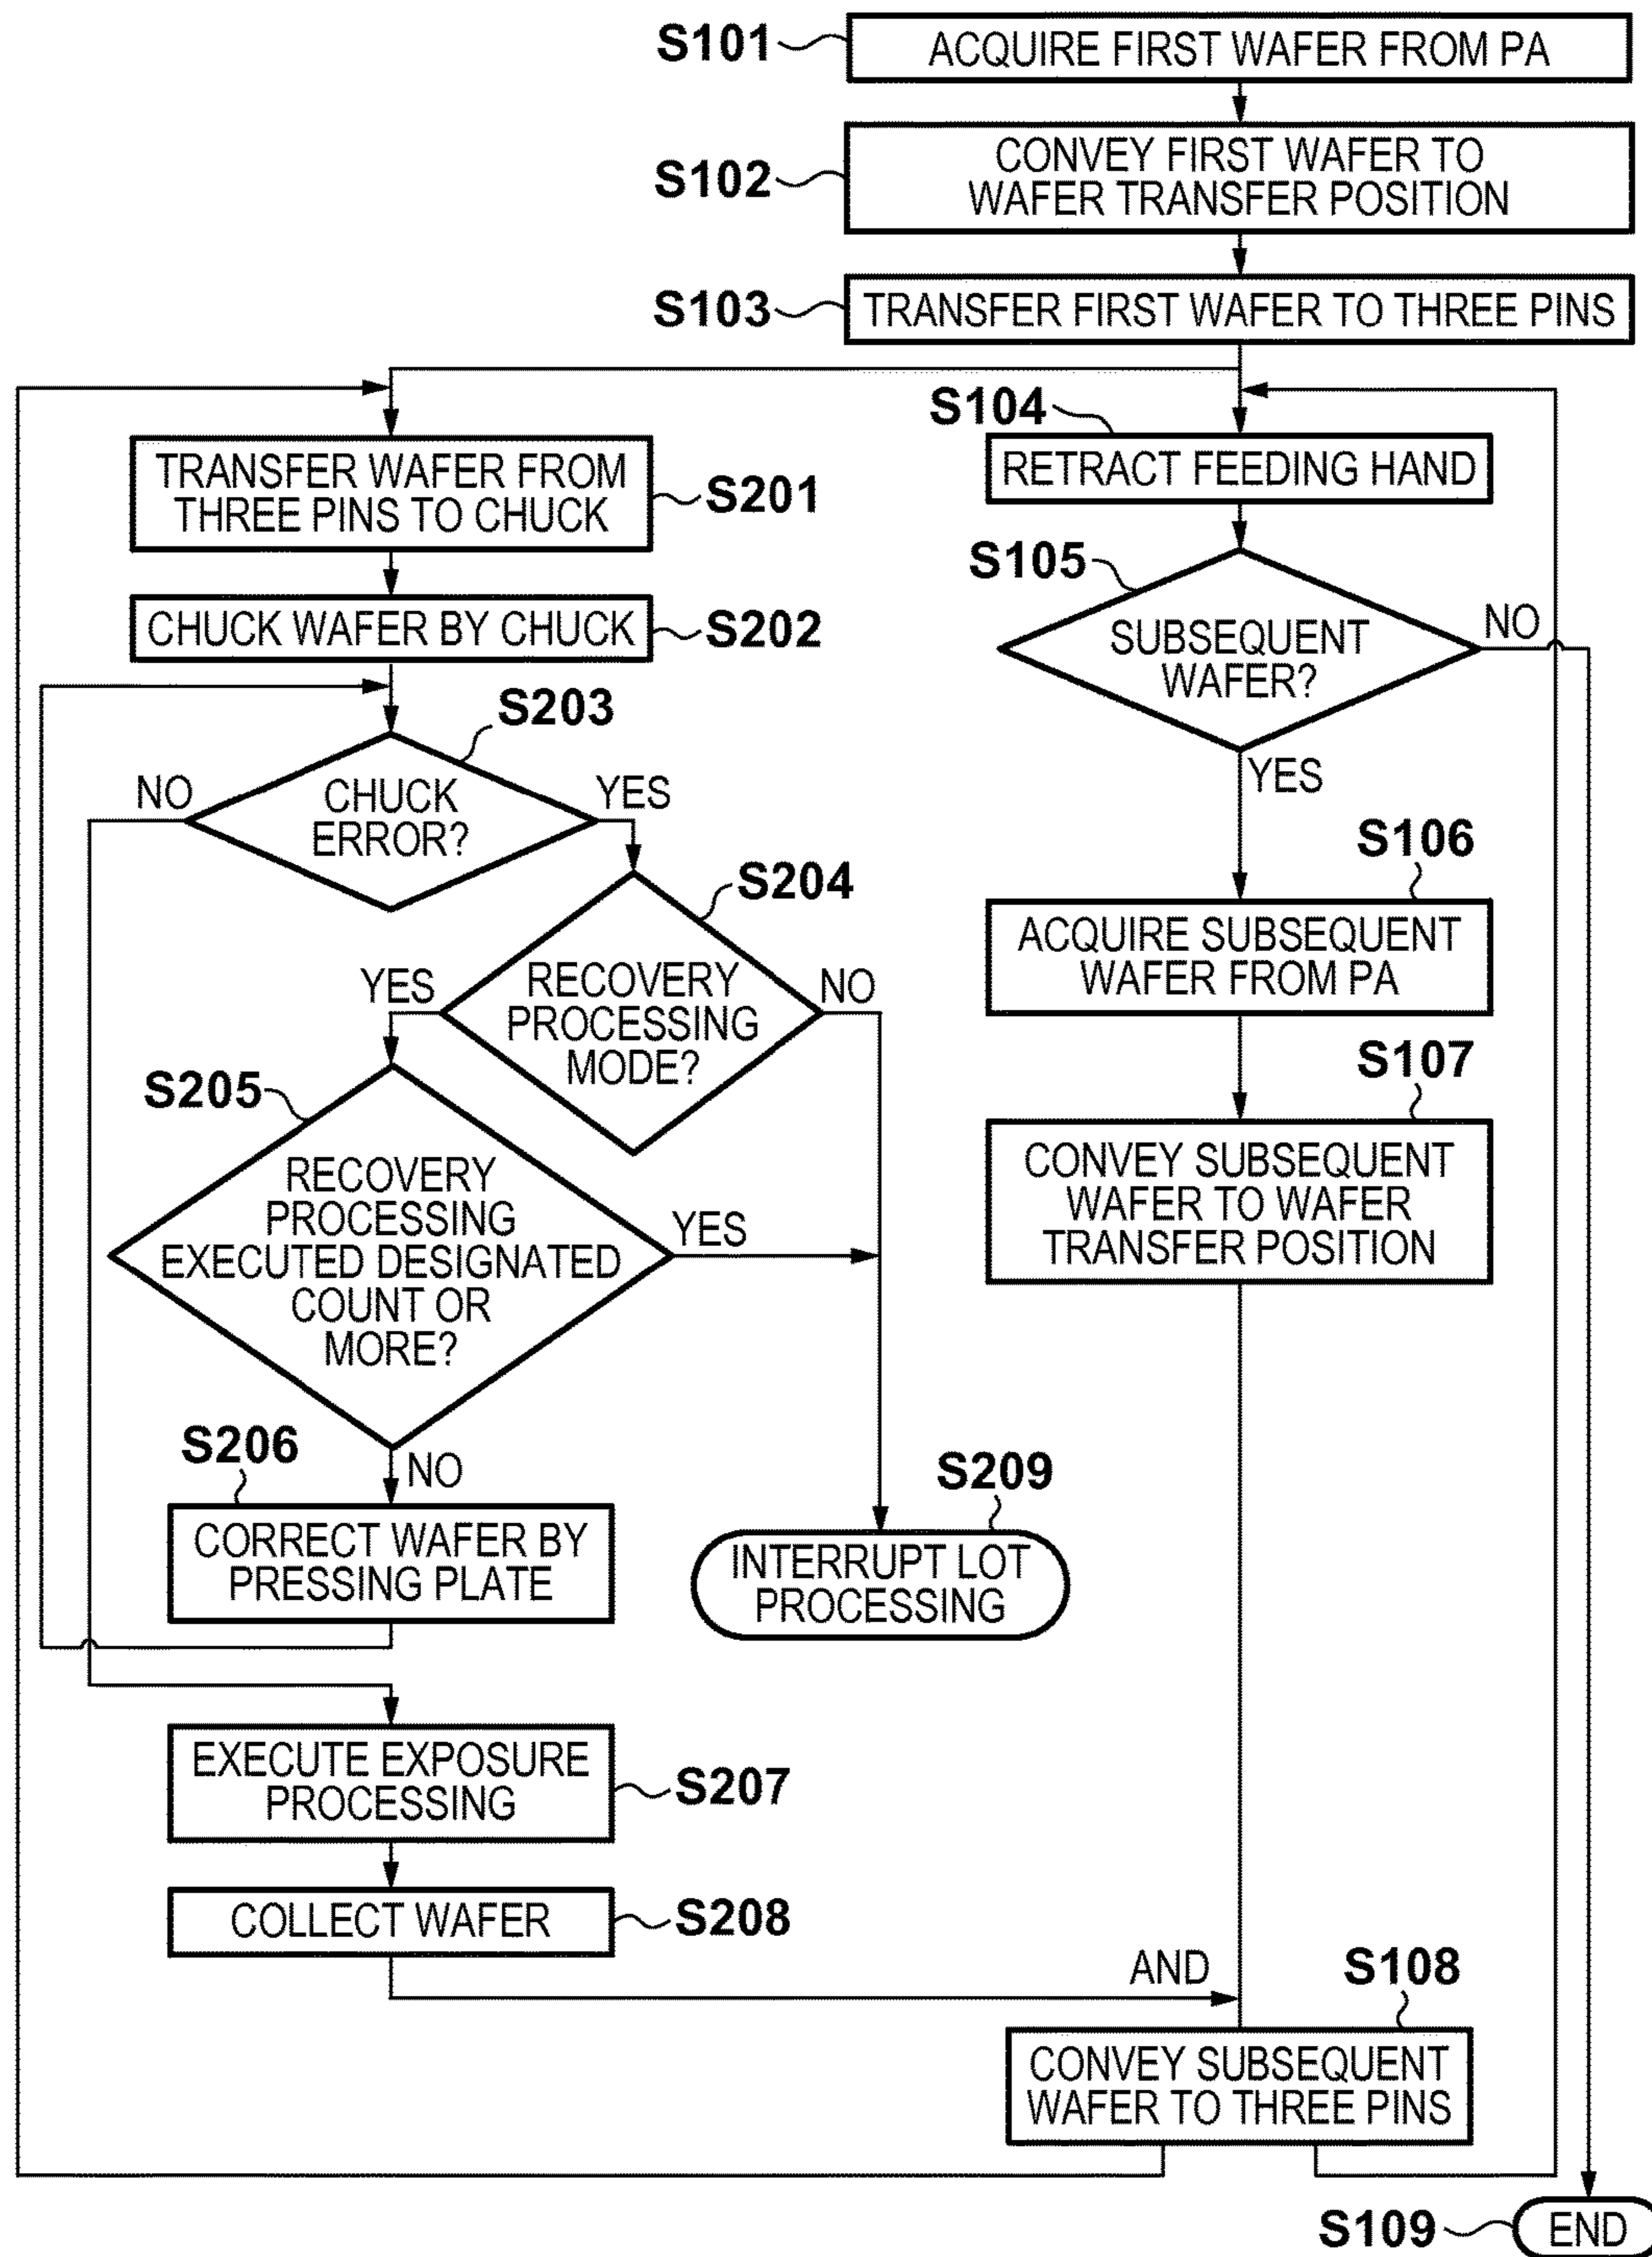 S101
ACQUIRE FIRST WAFER FROM PA
S102
CONVEY FIRST WAFER TO
WAFER TRANSFER POSITION
S103
TRANSFER FIRST WAFER TO THREE PINS
S104
RETRACT FEEDING HAND
TRANSFER WAFER FROM
THREE PINS TO CHUCK
S201
S105
SUBSEQUENT
WAFER?
NO
YES
CHUCK WAFER BY CHUCK
S202
S203
NO
CHUCK
ERROR?
YES
S204
YES
RECOVERY
PROCESSING
MODE?
NO
S106
ACQUIRE SUBSEQUENT
WAFER FROM PA
S107
CONVEY SUBSEQUENT
WAFER TO WAFER
TRANSFER POSITION
S205
RECOVERY
PROCESSING
EXECUTED DESIGNATED
COUNT OR
MORE?
YES
NO
S206
CORRECT WAFER BY
PRESSING PLATE
S209
INTERRUPT LOT
PROCESSING
EXECUTE EXPOSURE
PROCESSING
S207
COLLECT WAFER
S208
AND
S108
CONVEY SUBSEQUENT
WAFER TO THREE PINS
S109
END